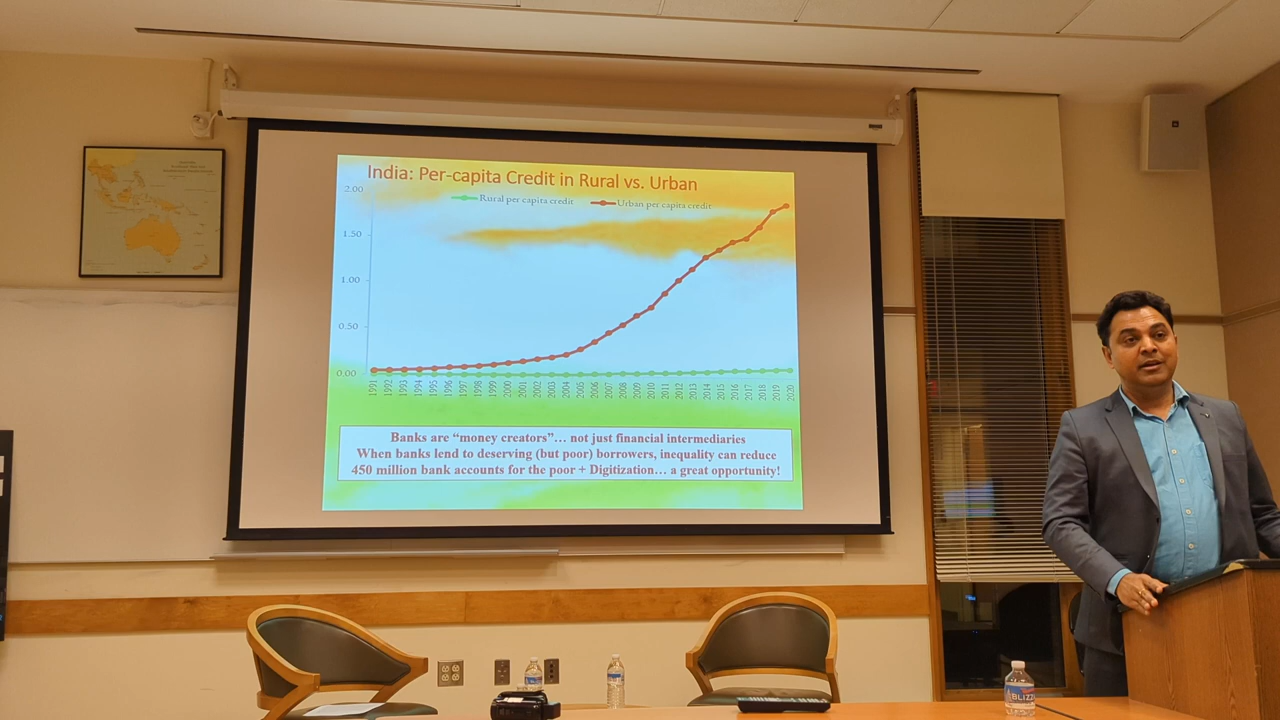 India: Per-capita Credit in Rural vs. Urban
Rural per capita credit Urban per capita credit
2.00
1.50
1.00
0.50
0.00
1991 1992 1993 1994 1995 1996 1997 1998 1999 2000 2001 2002 2003 2004 2005 2006 2007 2008 2009 2010 2011 2012 2013 2014 2015 2016 2017 2018 2019 2020
Banks are “money creators”… not just financial intermediaries
When banks lend to deserving (but poor) borrowers, inequality can reduce
450 million bank accounts for the poor + Digitization… a great opportunity!